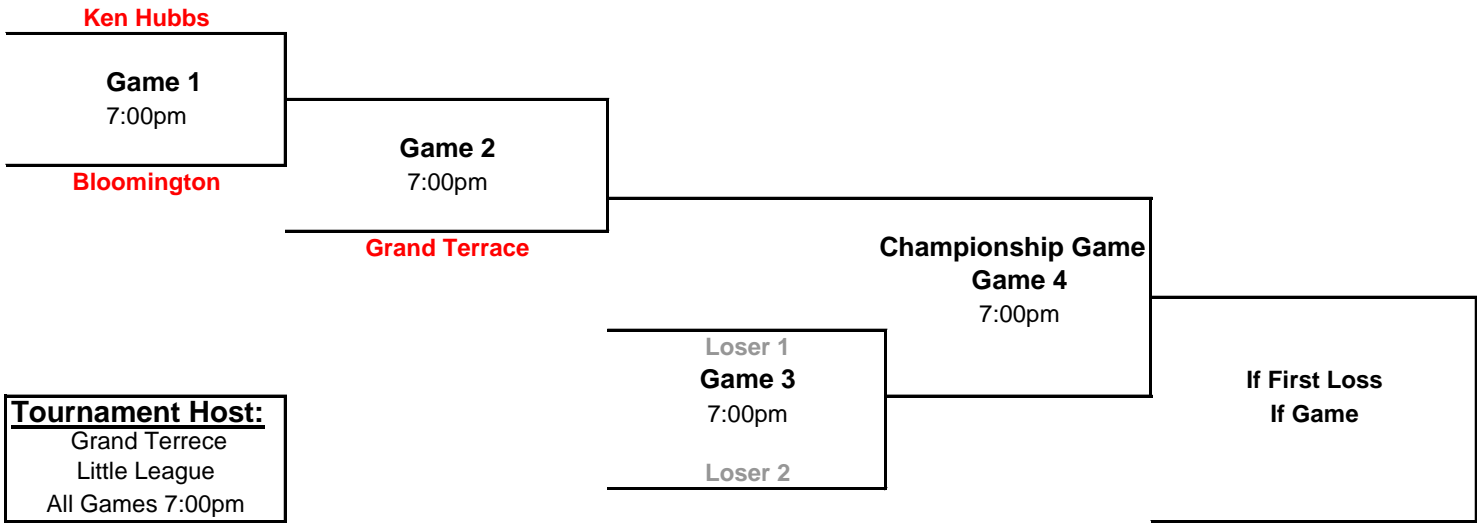 Ken Hubbs
Game 1
7:00pm
Bloomington
Game 2
7:00pm
Grand Terrace
Championship Game
Game 4
7:00pm
Loser 1
Game 3
7:00pm
Loser 2
If First Loss
If Game
Tournament Host:
Grand Terrece
Little League
All Games 7:00pm